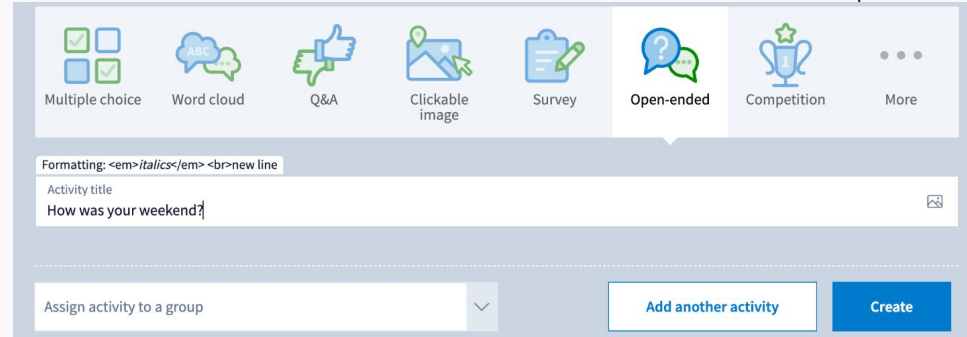 Multiple choice
ABC
Word cloud
Q&A
Clickable
image
Survey
?
Open-ended
1
Competition
More
Formatting: <em>italics</em> <br>new line
Activity title
How was your weekend?
Assign activity to a group
Add another activity
Create